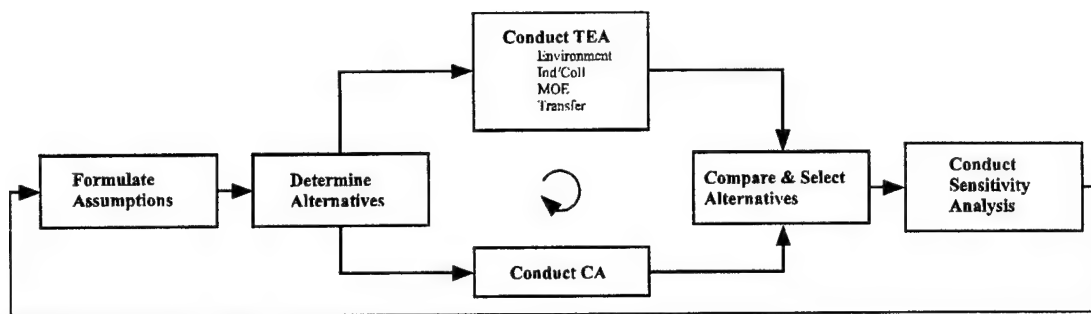 Conduct TEA
Environment
Ind/Coll
MOE
Transfer
Formulate
Assumptions
Determine
Alternatives
Compare & Select
Alternatives
Conduct
Sensitivity
Analysis
Conduct CA